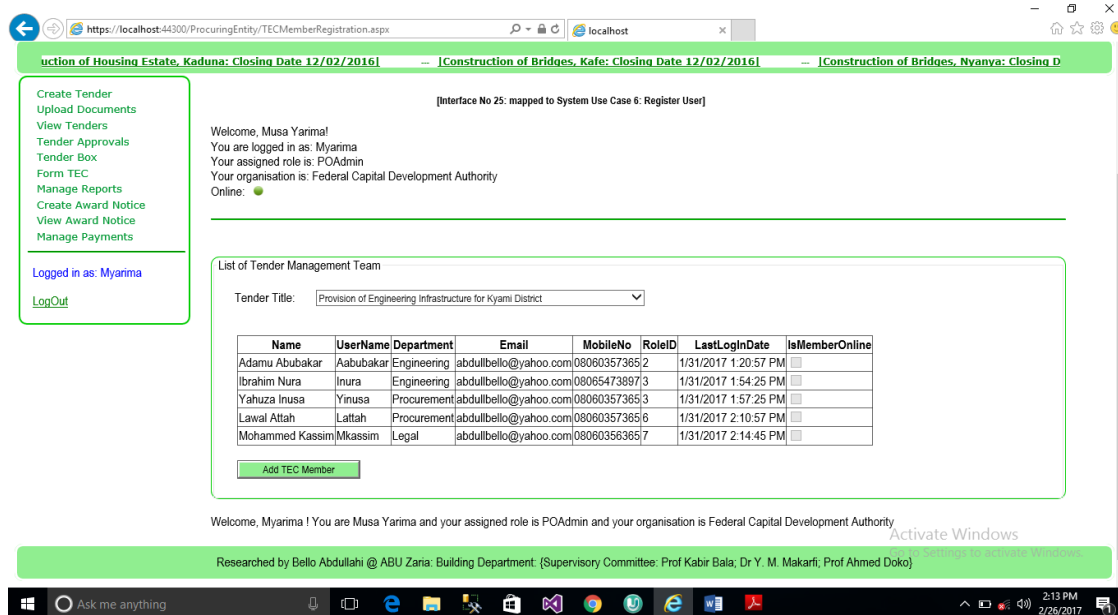 https://localhost:44300/ProcuringEntity/TECMemberRegistration.aspx
localhost
uction of Housing Estate, Kaduna: Closing Date 12/02/2016[ --- ]Construction of Bridges, Kafe: Closing Date 12/02/2016[ --- ]Construction of Bridges, Nyanya: Closing D
Create Tender
Upload Documents
View Tenders
Tender Approvals
Tender Box
Form TEC
Manage Reports
Create Award Notice
View Award Notice
Manage Payments
Logged in as: Myarima
LogOut
[Interface No 25: mapped to System Use Case 6: Register User]
Welcome, Musa Yarima!
You are logged in as: Myarima
Your assigned role is: POAdmin
Your organisation is: Federal Capital Development Authority
Online:
List of Tender Management Team
Tender Title: Provision of Engineering Infrastructure for Kyami District
Name UserName Department Email MobileNo RoleID LastLogInDate IsMemberOnline
Adamu Abubakar Aabubakar Engineering abdullbello@yahoo.com 08060357365 2 1/31/2017 1:20:57 PM
Ibrahim Nura Inura Engineering abdullbello@yahoo.com 08065473897 3 1/31/2017 1:54:25 PM
Yahuza Inusa Yinusa Procurement abdullbello@yahoo.com 08060357365 3 1/31/2017 1:57:25 PM
Lawal Attah Lattah Procurement abdullbello@yahoo.com 08060357365 6 1/31/2017 2:10:57 PM
Mohammed Kassim Mkassim Legal abdullbello@yahoo.com 08060356365 7 1/31/2017 2:14:45 PM
Add TEC Member
Welcome, Myarima ! You are Musa Yarima and your assigned role is POAdmin and your organisation is Federal Capital Development Authority
Activate Windows
Go to Settings to activate Windows.
Researched by Bello Abdullahi @ ABU Zaria: Building Department: {Supervisory Committee: Prof Kabir Bala; Dr Y. M. Makarfi; Prof Ahmed Doko}
Ask me anything
2:13 PM
2/26/2017